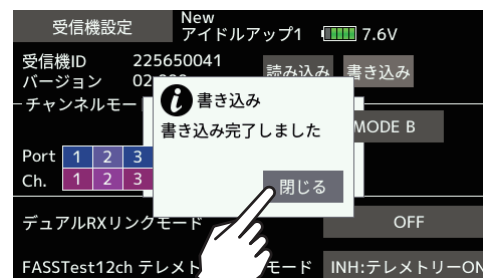 受信機設定
New
アイドルアップ1 7.6V
受信機ID 225650041
バージョン 02
読み込み 書き込み
チャンネルモー
書き込み
書き込み完了しました
閉じる
MODE B
Port 1 2 3
Ch. 1 2 3
デュアルRXリンクモード OFF
FASSTest12ch テレメト モード INH:テレメトリーON